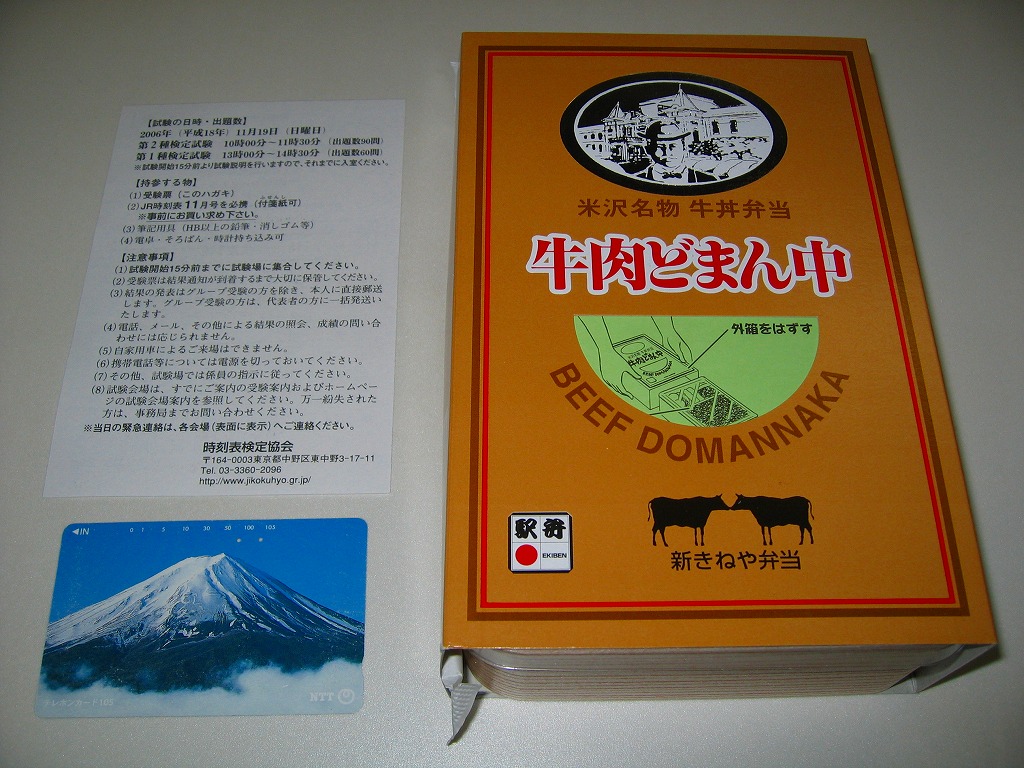 【試験の日時・出題数】
2006年（平成18年）11月19日（日曜日）
第2種検定試験　10時00分〜11時30分（出題数90問）
第1種検定試験　13時00分〜14時30分（出題数60問）
※試験開始15分前より試験説明を行いますので、それまでに入室ください。
【持参する物】
(1)受験票（このハガキ）
(2)JR時刻表11月号を必携（付箋紙可）
※事前にお買い求め下さい。
(3)筆記用具（HB以上の鉛筆・消しゴム等）
(4)電卓・そろばん・時計持ち込み可
【注意事項】
(1)試験開始15分前までに試験場に集合してください。
(2)受験票は結果通知が到着するまで大切に保管してください。
(3)結果の発表はグループ受験の方を除き、本人に直接郵送
します。グループ受験の方は、代表者の方に一括発送い
たします。
(4)電話、メール、その他による結果の照会、成績の問い合
わせには応じられません。
(5)自家用車によるご来場はできません。
(6)携帯電話等については電源を切っておいてください。
(7)その他、試験場では係員の指示に従ってください。
(8)試験会場は、すでにご案内の受験案内およびホームペー
ジの試験会場案内を参照してください。万一紛失された
方は、事務局までお問い合わせください。
※当日の緊急連絡は、各会場（表面に表示）へご連絡ください。
時刻表検定協会
〒164-0003東京都中野区東中野3-17-11
Tel. 03-3360-2096
http://www.jikokuhyo.gr.jp/
◀IN 0 1 5 10 30 50 100 105
NTT
テレホンカード105
米沢名物 牛丼弁当
牛肉どまん中
外箱をはずす
牛肉どまん中
BEEF DOMANNAKA
駅弁
EKIBEN
新きねや弁当